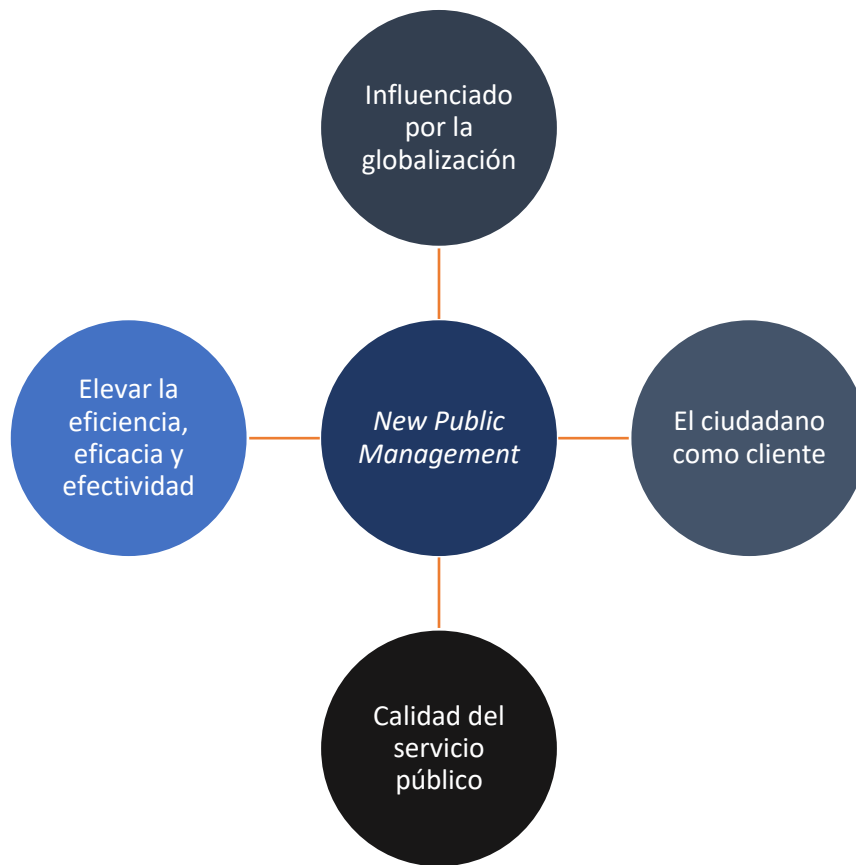 Influenciado
por la
globalización
Elevar la
eficiencia,
eficacia y
efectividad
New Public
Management
El ciudadano
como cliente
Calidad del
servicio
público